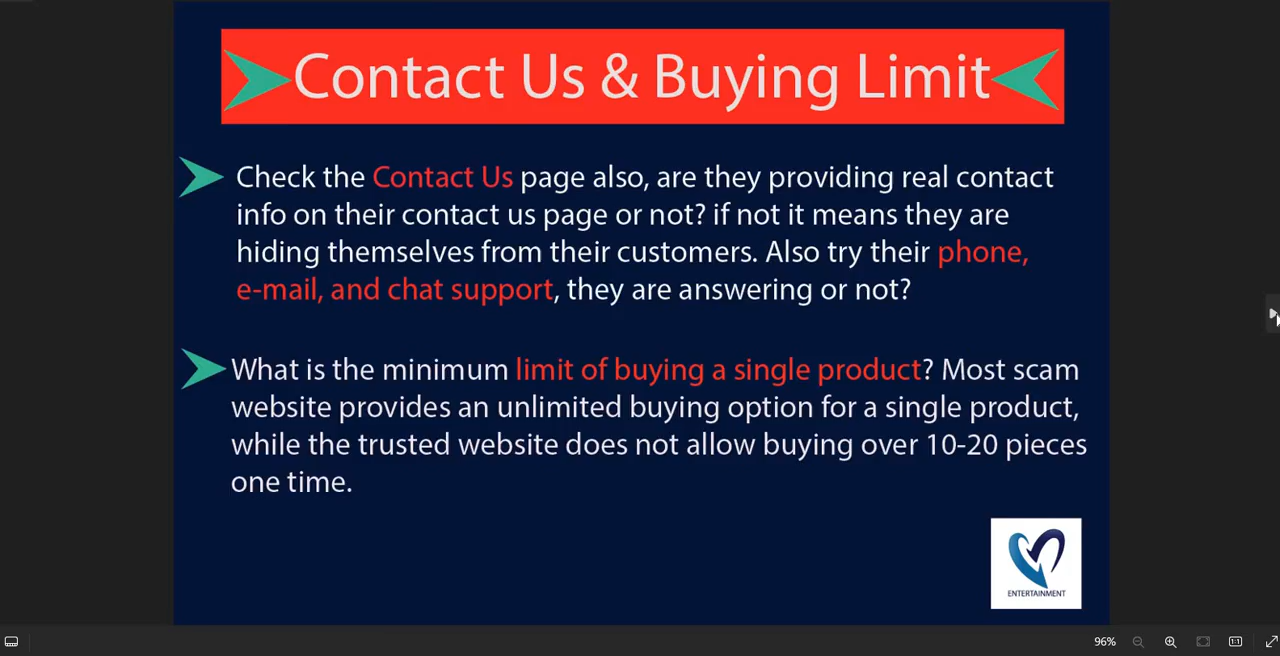 Contact Us & Buying Limit
Check the Contact Us page also, are they providing real contact
info on their contact us page or not? if not it means they are
hiding themselves from their customers. Also try their phone,
e-mail, and chat support, they are answering or not?
What is the minimum limit of buying a single product? Most scam
website provides an unlimited buying option for a single product,
while the trusted website does not allow buying over 10-20 pieces
one time.
ENTERTAINMENT
96%
1:1